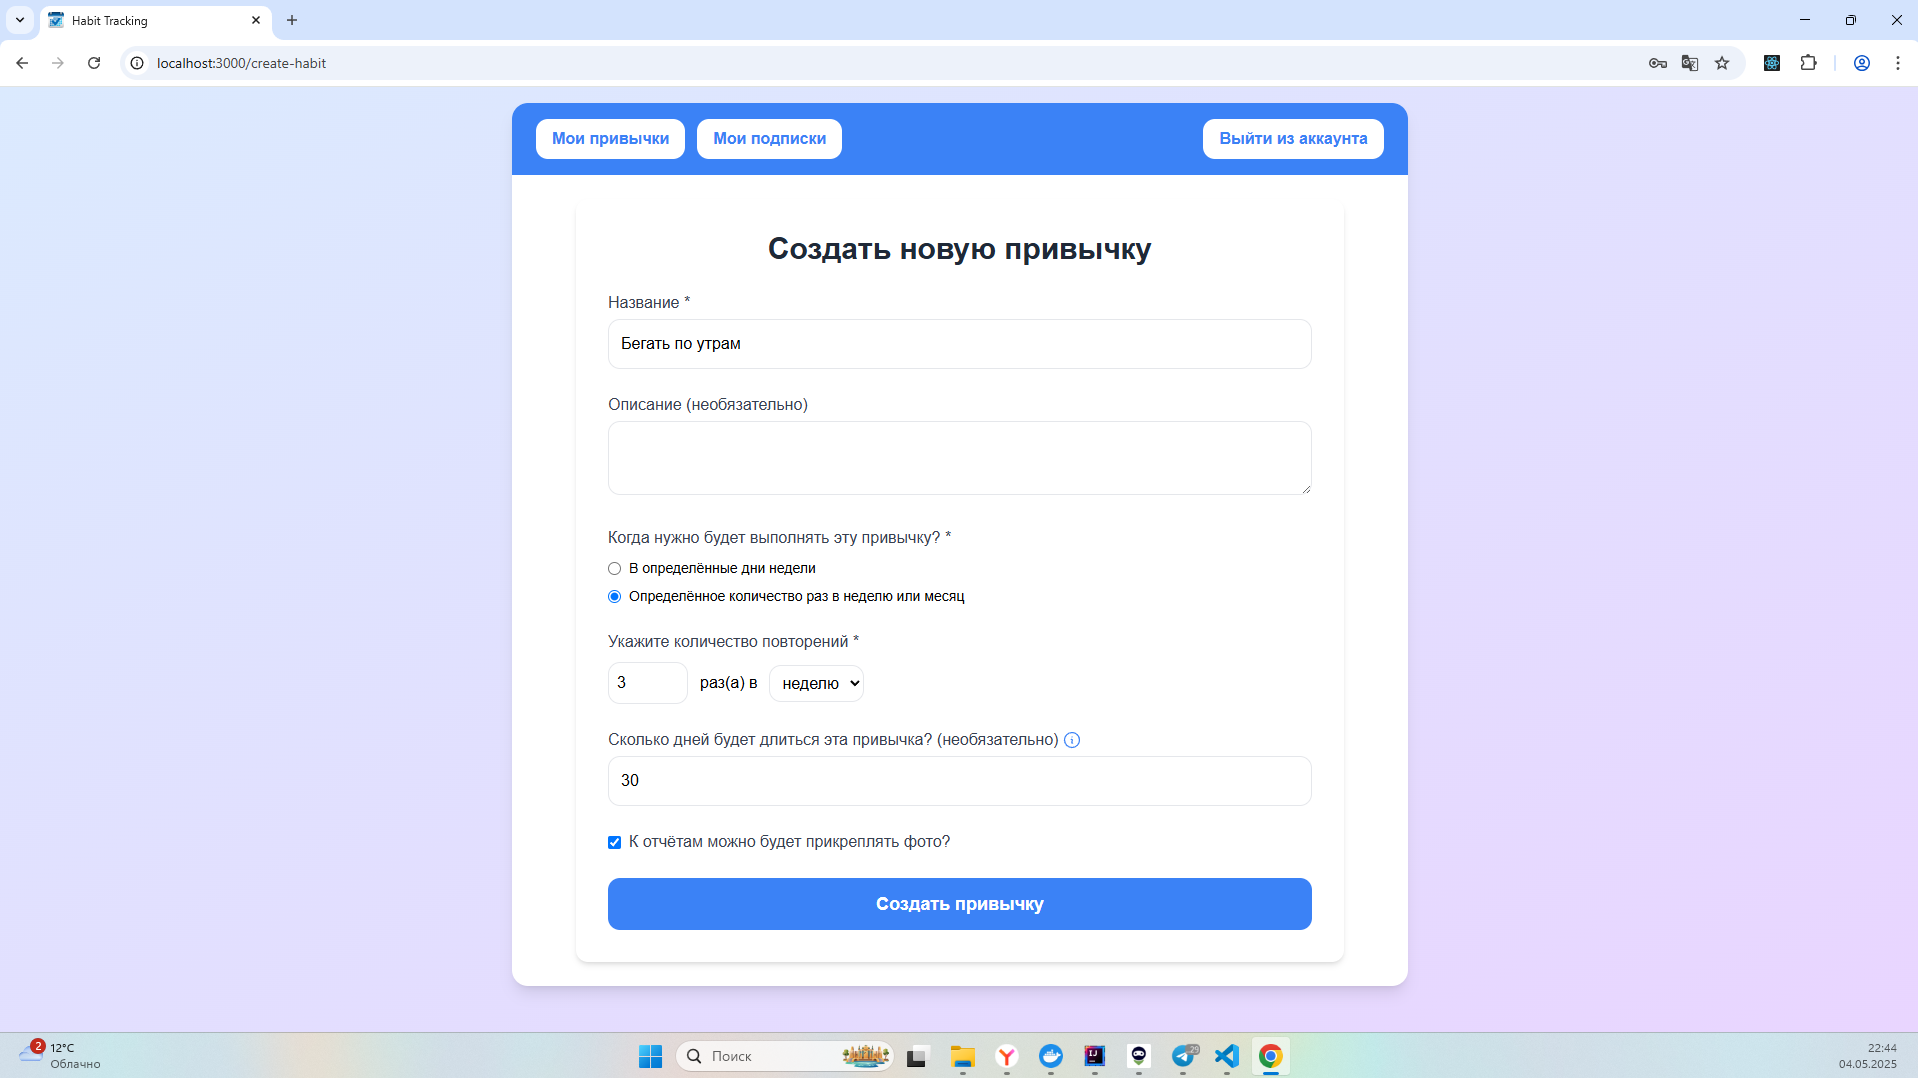 Habit Tracking
localhost:3000/create-habit
Мои привычки
Мои подписки
Выйти из аккаунта
Создать новую привычку
Название *
Бегать по утрам
Описание (необязательно)
Когда нужно будет выполнять эту привычку? *
В определённые дни недели
Определённое количество раз в неделю или месяц
Укажите количество повторений *
3 раз(а) в неделю
Сколько дней будет длиться эта привычка? (необязательно)
30
К отчётам можно будет прикреплять фото?
Создать привычку
2
12°C
Облачно
Поиск
29
22:44
04.05.2025